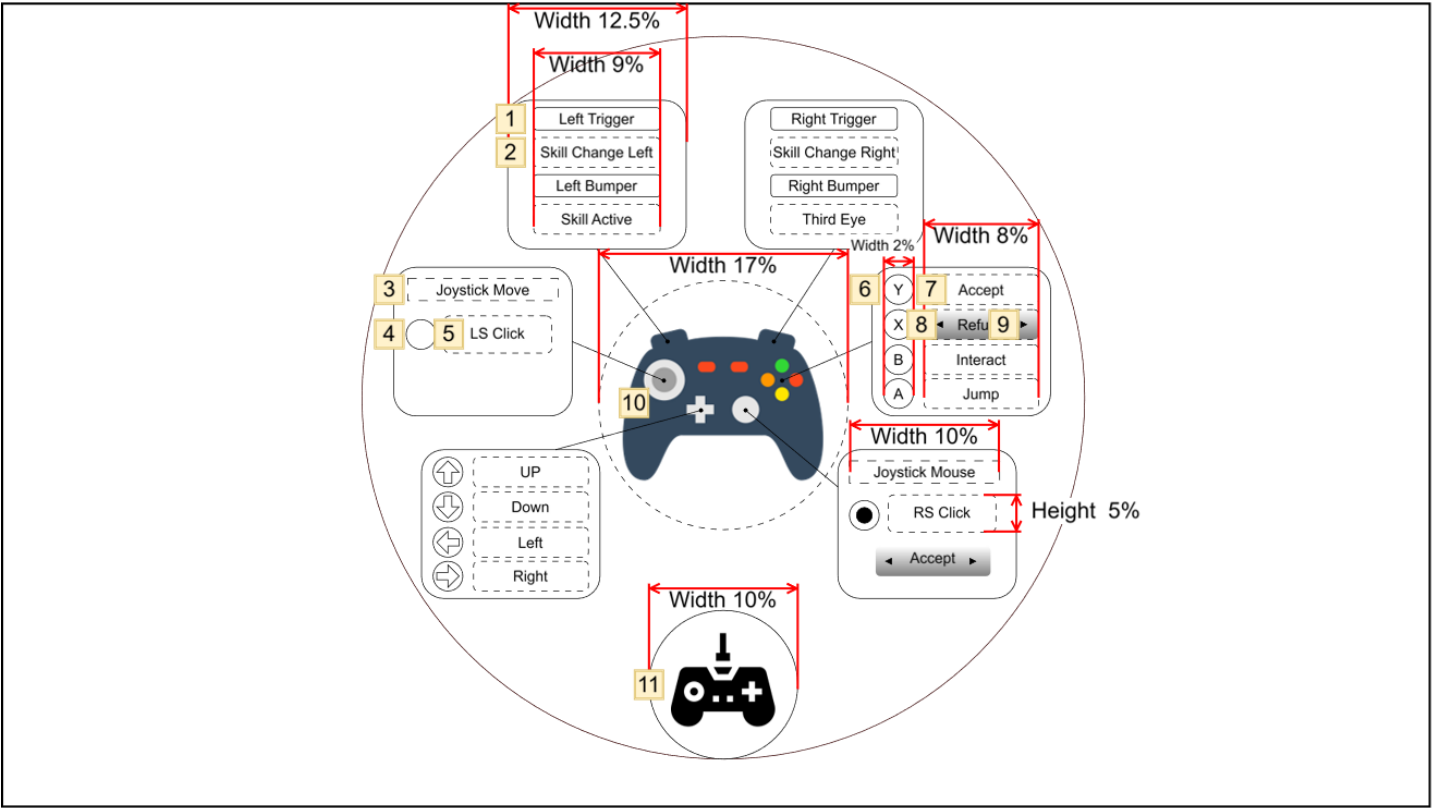 Width 12.5%
Width 9%
1
Left Trigger
2
Skill Change Left
Left Bumper
Skill Active
Right Trigger
Skill Change Right
Right Bumper
Third Eye
Width 2%
Width 8%
Width 17%
3
Joystick Move
4
5
LS Click
6
Y
7
Accept
X
8
9
B
Interact
A
Jump
10
Width 10%
Joystick Mouse
RS Click
Height 5%
Accept
UP
Down
Left
Right
Width 10%
11